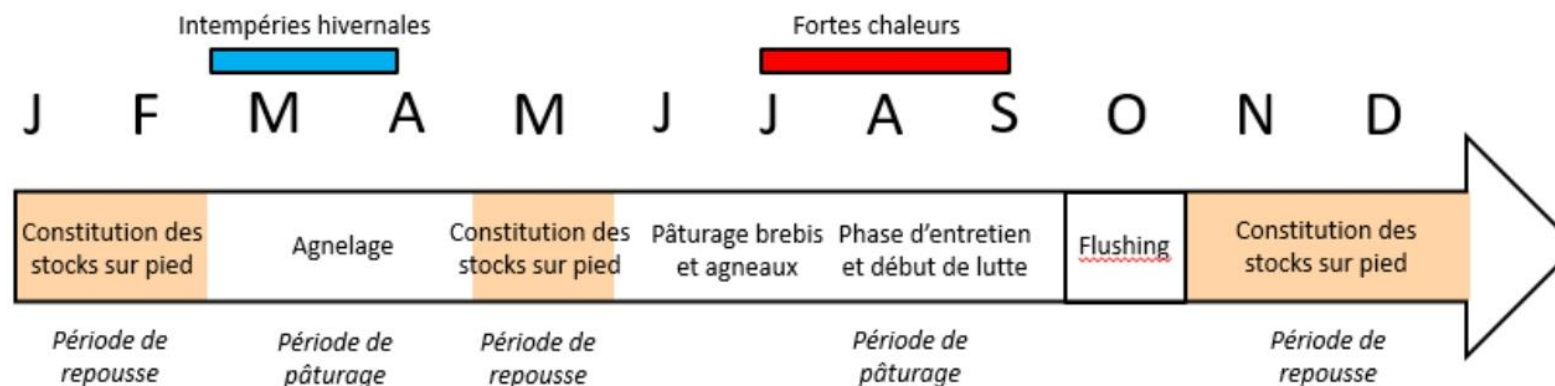 Intempéries hivernales
Fortes chaleurs
J F M A M J J A S O N D
Constitution des
stocks sur pied
Agnelage
Constitution des
stocks sur pied
Pâturage brebis
et agneaux
Phase d'entretien
et début de lutte
Flushing
Constitution des
stocks sur pied
Période de
repousse
Période de
pâturage
Période de
repousse
Période de
pâturage
Période de
repousse